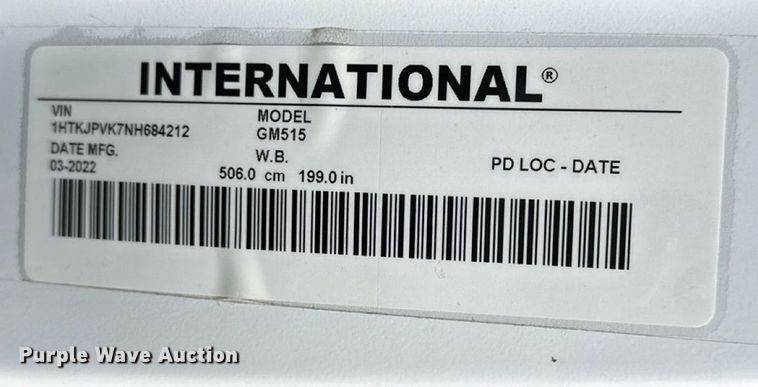 INTERNATIONAL®
VIN
1HTKJPVK7NH684212
MODEL
GM515
DATE MFG.
03-2022
W.B.
506.0 cm 199.0 in
PD LOC - DATE
Purple Wave Auction